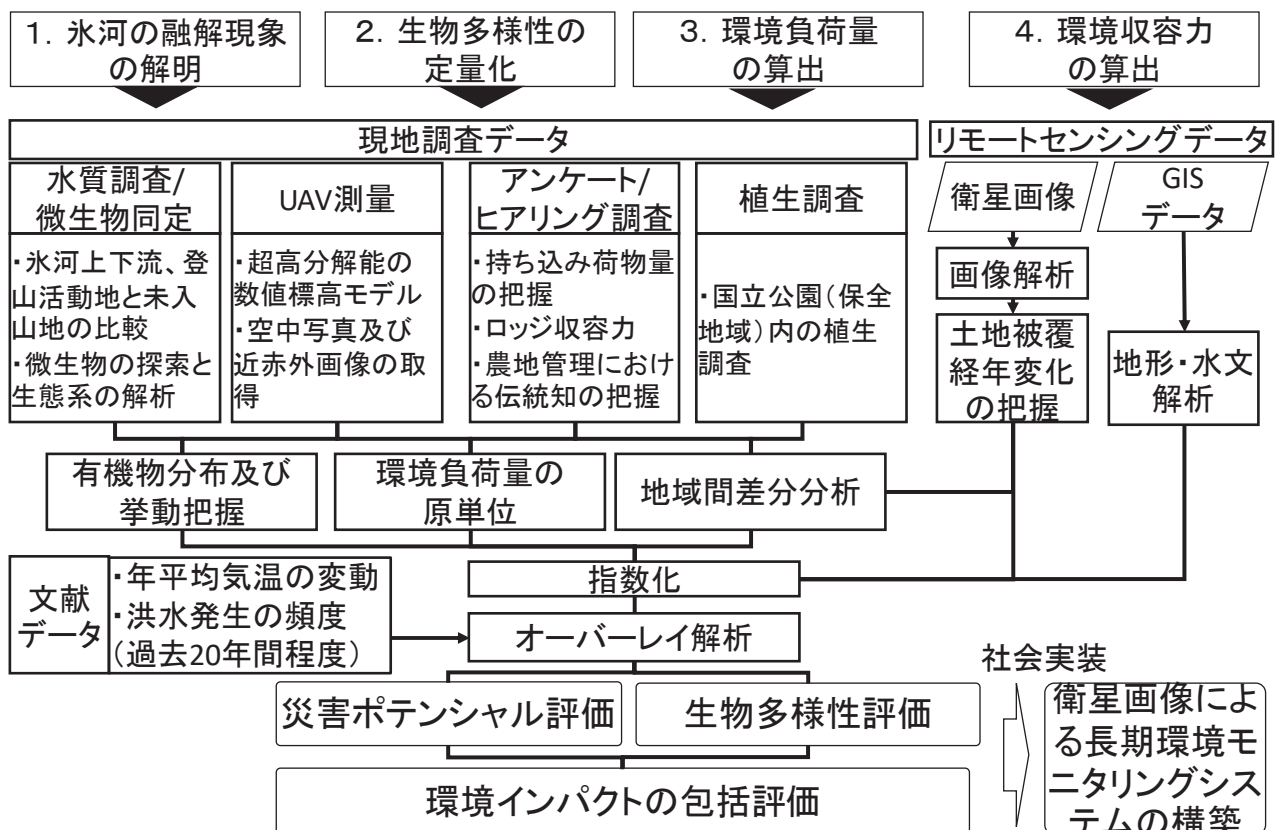 1. 氷河の融解現象
の解明
2. 生物多様性の
定量化
3. 環境負荷量
の算出
4. 環境収容力
の算出
現地調査データ
リモートセンシングデータ
水質調査/
微生物同定
・氷河上下流、登
山活動地と未入
山地の比較
・微生物の探索と
生態系の解析
UAV測量
・超高分解能の
数値標高モデル
・空中写真及び
近赤外画像の取
得
アンケート/
ヒアリング調査
・持ち込み荷物量
の把握
・ロッジ収容力
・農地管理におけ
る伝統知の把握
植生調査
・国立公園(保全
地域)内の植生
調査
衛星画像
GIS
データ
画像解析
土地被覆
経年変化
の把握
地形・水文
解析
有機物分布及び
挙動把握
環境負荷量の
原単位
地域間差分分析
指数化
文献
データ
・年平均気温の変動
・洪水発生の頻度
(過去20年間程度)
オーバーレイ解析
災害ポテンシャル評価
生物多様性評価
環境インパクトの包括評価
社会実装
衛星画像によ
る長期環境モ
ニタリングシス
テムの構築